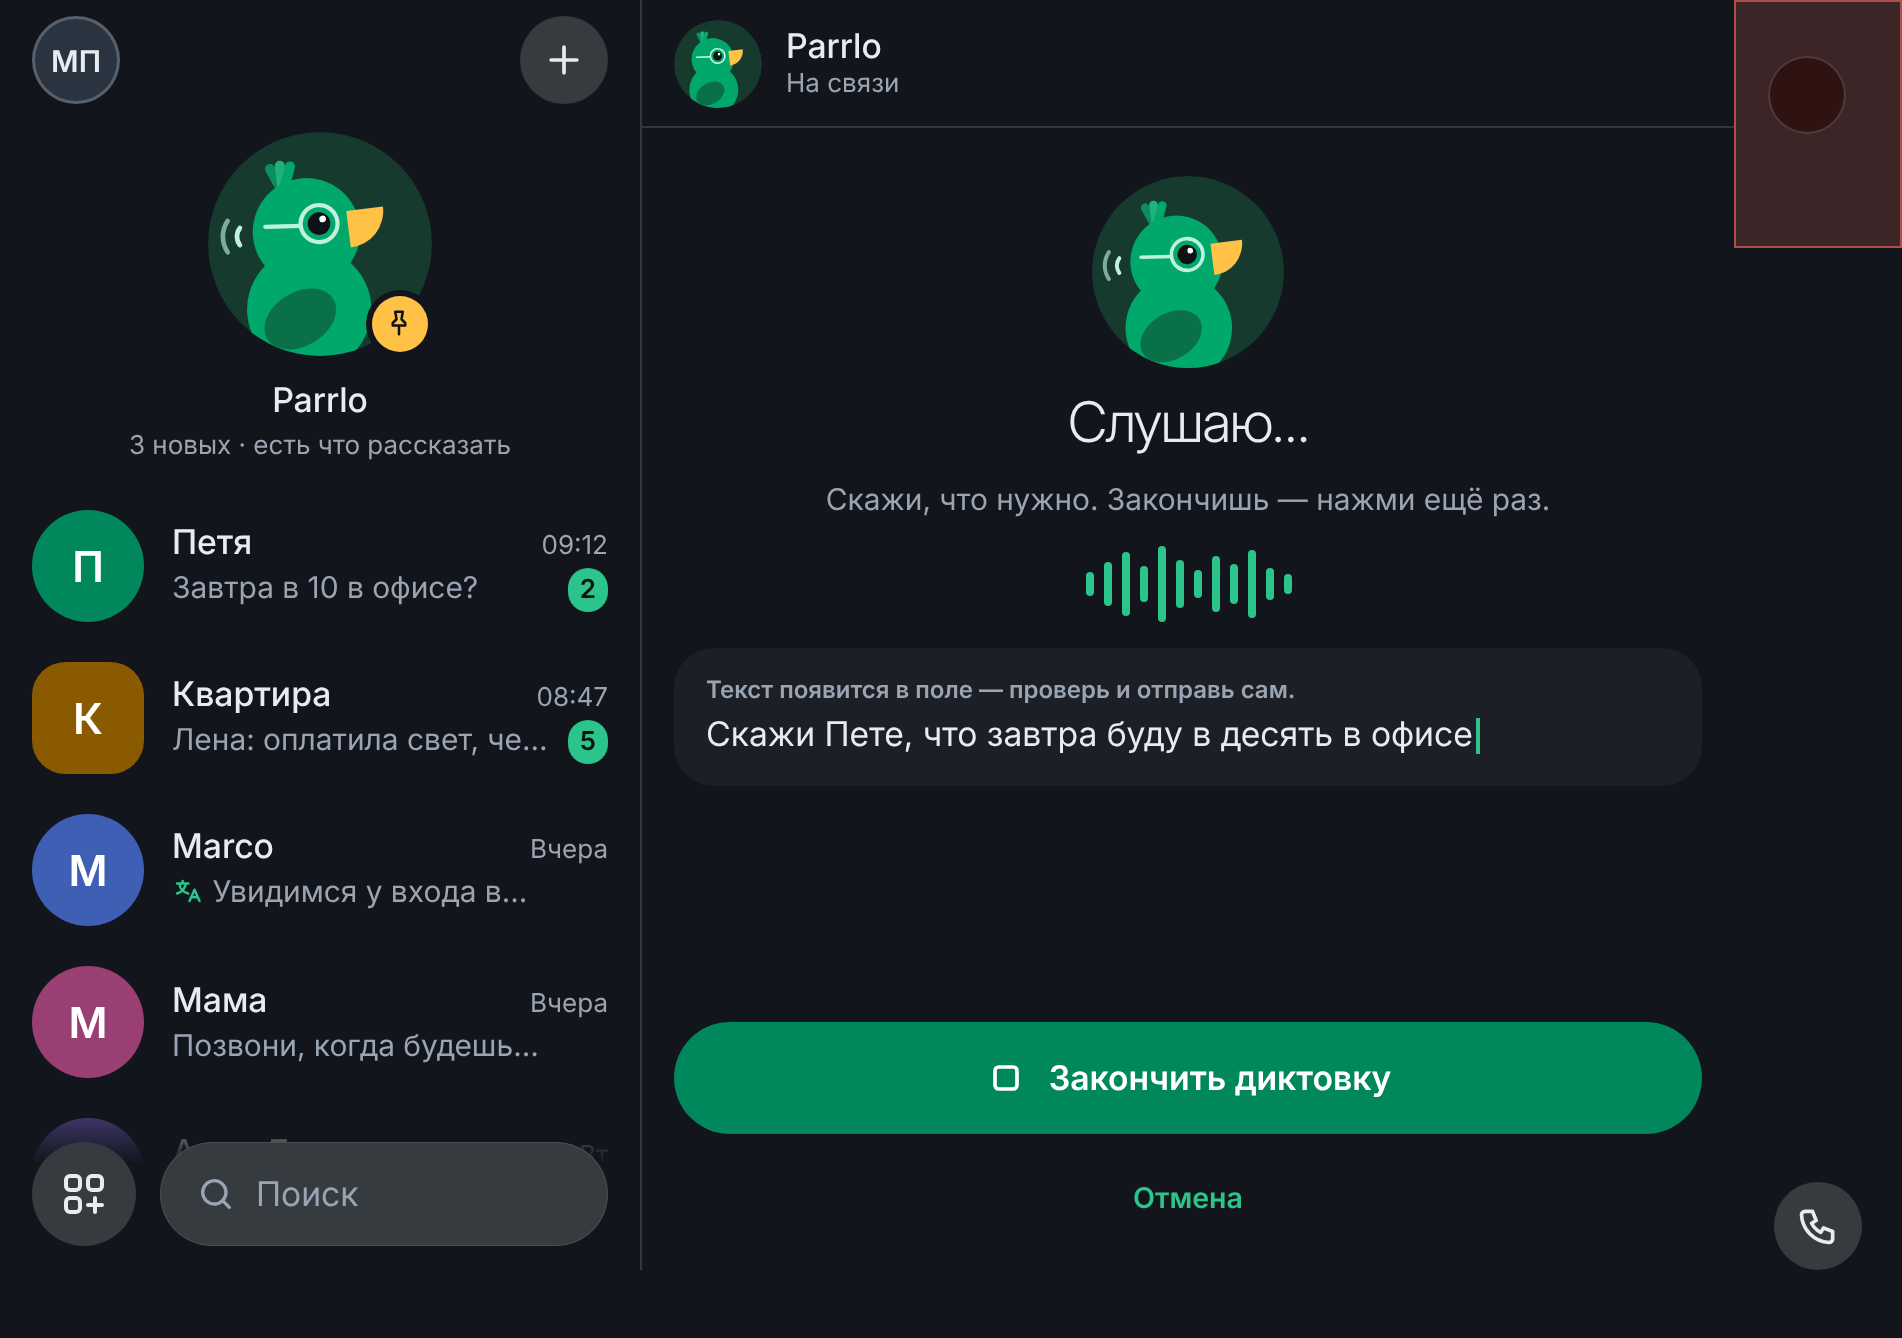 МП
Parrlo
3 новых · есть что рассказать
П
Петя
09:12
Завтра в 10 в офисе?
2
К
Квартира
08:47
Лена: оплатила свет, че...
5
M
Marco
Вчера
Увидимся у входа в...
М
Мама
Вчера
Позвони, когда будешь...
Поиск
Parrlo
На связи
Слушаю...
Скажи, что нужно. Закончишь — нажми ещё раз.
Текст появится в поле — проверь и отправь сам.
Скажи Пете, что завтра буду в десять в офисе
Закончить диктовку
Отмена